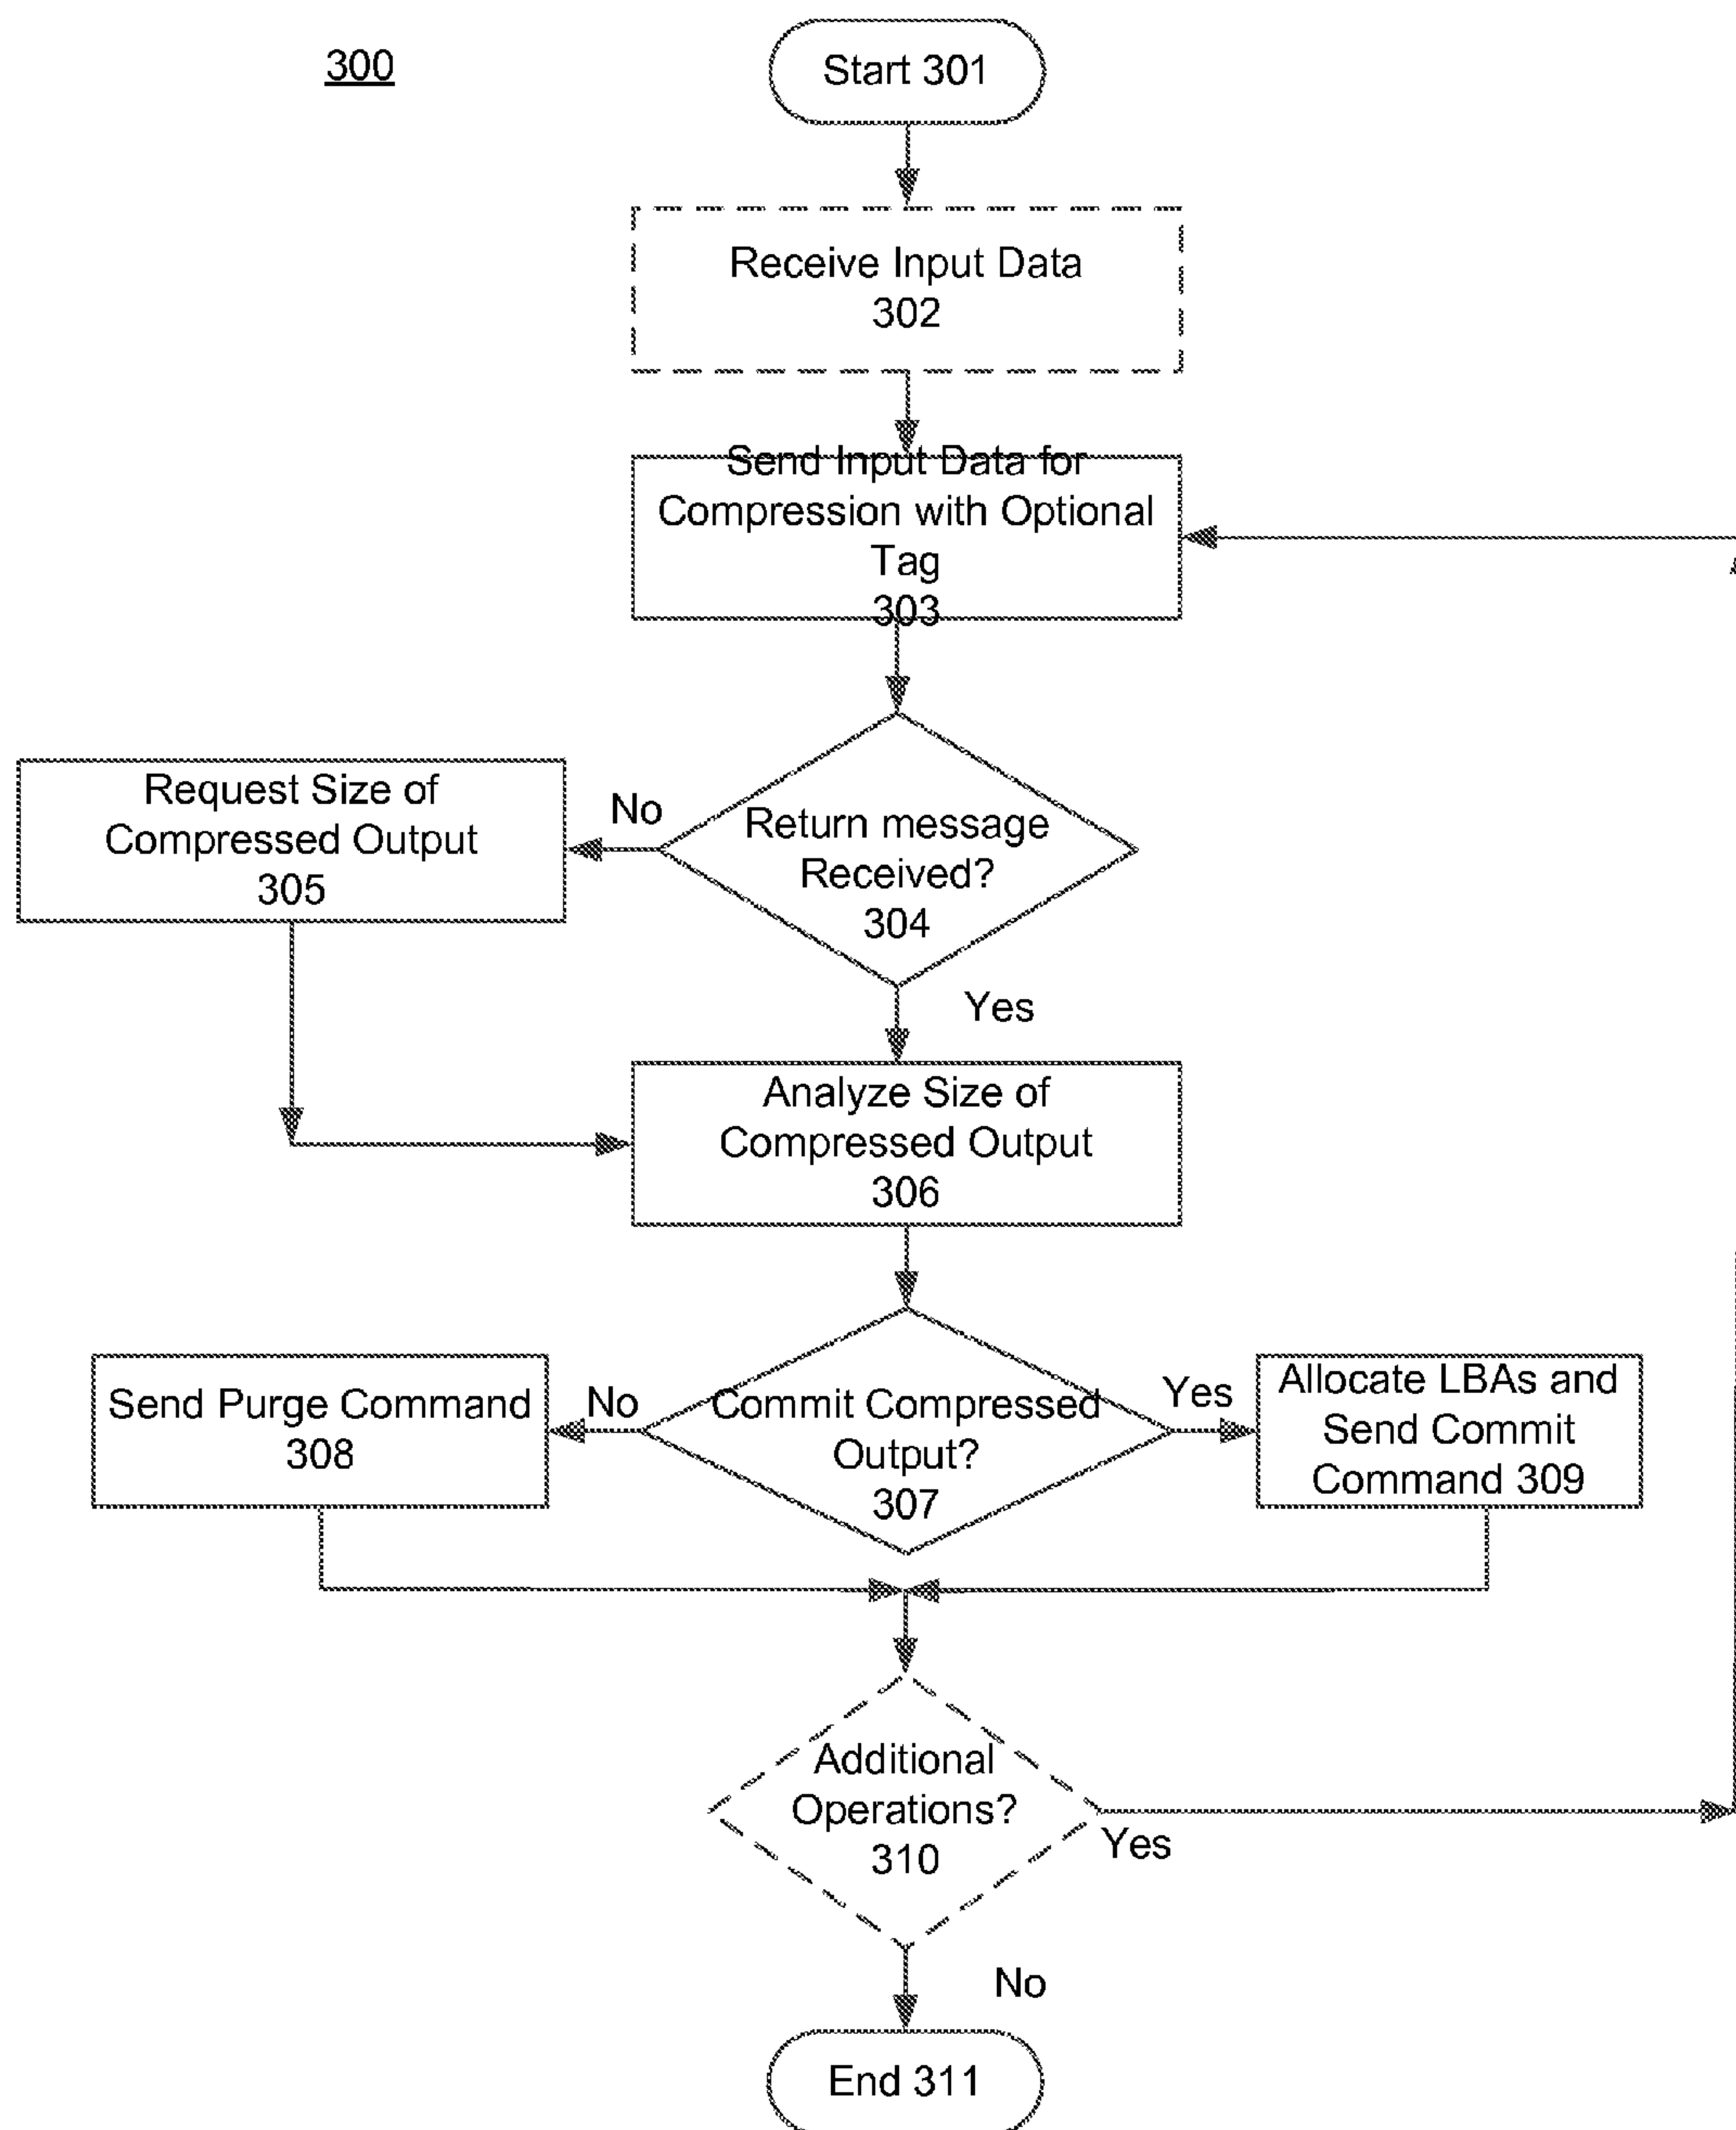 300
Start 301
Receive Input Data
302
Send Input Data for
Compression with Optional
Tag
303
Return message
Received?
304
No
Request Size of
Compressed Output
305
Yes
Analyze Size of
Compressed Output
306
Commit Compressed
Output?
307
No
Send Purge Command
308
Yes
Allocate LBAs and
Send Commit
Command 309
Additional
Operations?
310
Yes
No
End 311